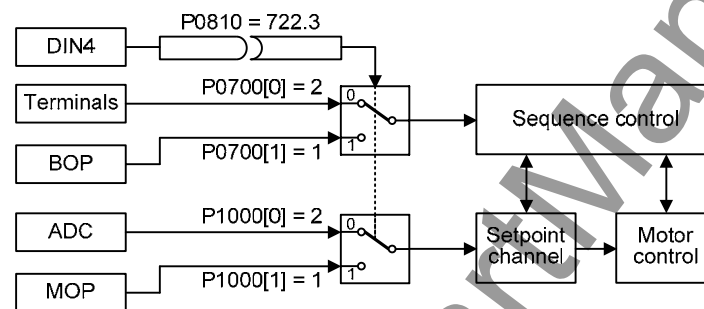 P0810 = 722.3
DIN4
Terminals
P0700[0] = 2
0
1
BOP
P0700[1] = 1
Sequence control
ADC
P1000[0] = 2
0
1
MOP
P1000[1] = 1
Setpoint
channel
Motor
control